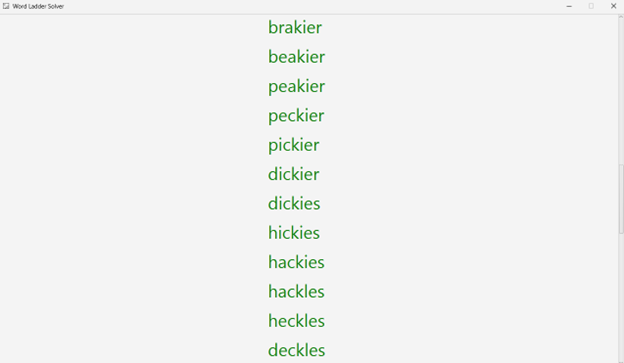 Word Ladder Solver
brakier
beakier
peakier
peckier
pickier
dickier
dickies
hickies
hackies
hackles
heckles
deckles